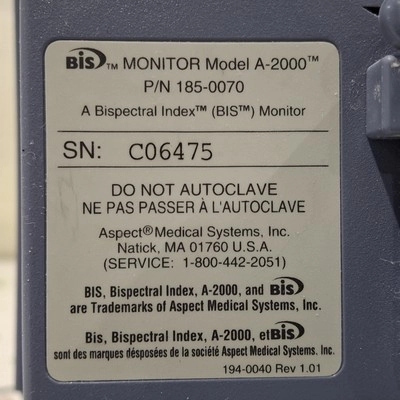 BIS™ MONITOR Model A-2000™
P/N 185-0070
A Bispectral Index™ (BIS™) Monitor
SN: C06475
DO NOT AUTOCLAVE
NE PAS PASSER À L'AUTOCLAVE
Aspect® Medical Systems, Inc.
Natick, MA 01760 U.S.A.
(SERVICE: 1-800-442-2051)
BIS, Bispectral Index, A-2000, and BIS
are Trademarks of Aspect Medical Systems, Inc.
Bis, Bispectral Index, A-2000, et BIS
sont des marques désposées de la société Aspect Medical Systems. Inc.
194-0040 Rev 1.01